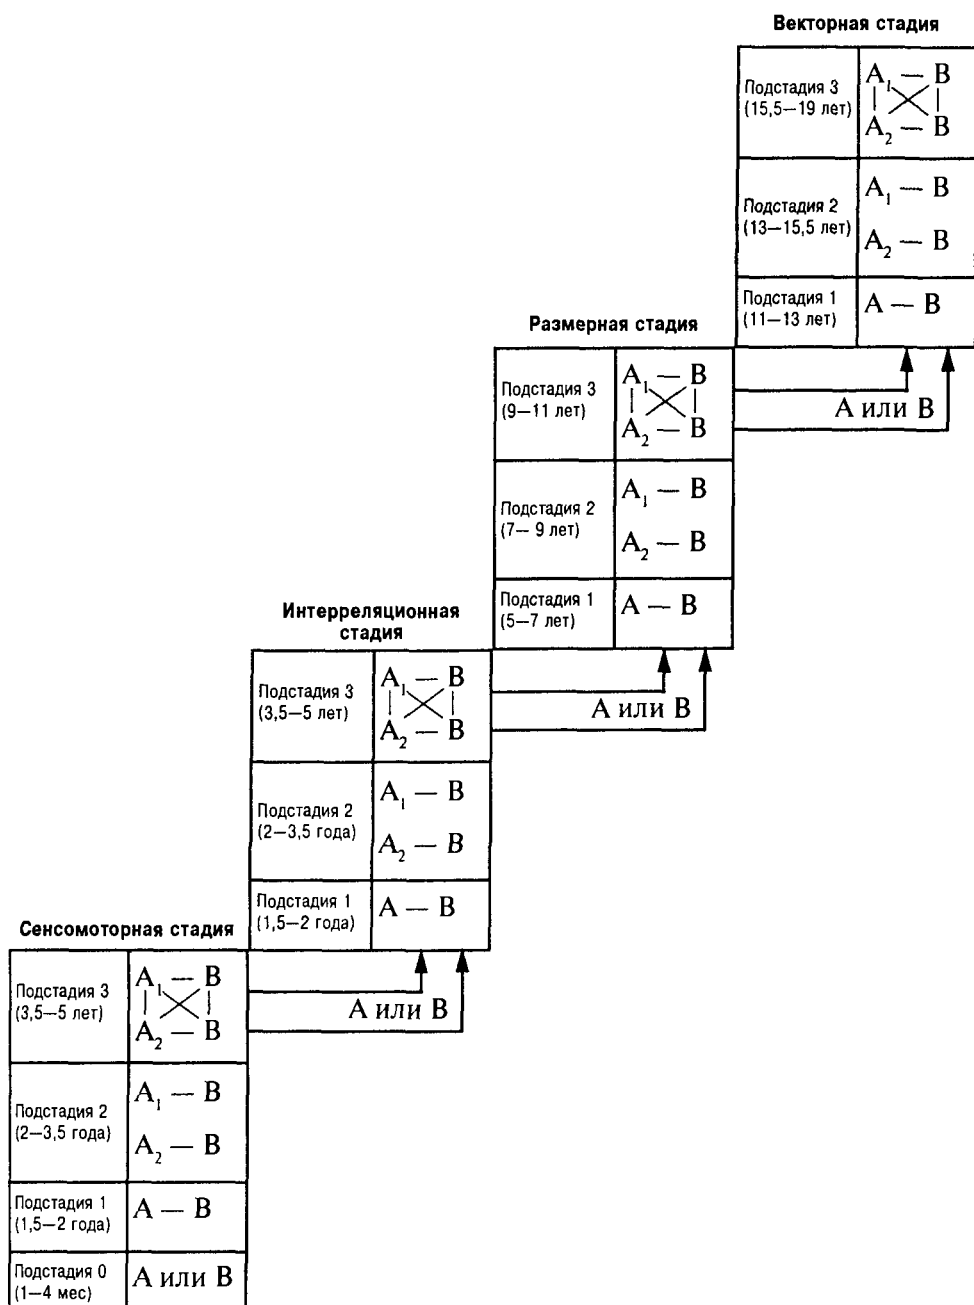 Векторная стадия
Подстадия 3
(15,5—19 лет)
A₁ — B
A₂ — B
Подстадия 2
(13—15,5 лет)
A₁ — B
A₂ — B
Подстадия 1
(11—13 лет)
A — B
Размерная стадия
Подстадия 3
(9—11 лет)
A₁ — B
A₂ — B
А или В
Подстадия 2
(7— 9 лет)
A₁ — B
A₂ — B
Подстадия 1
(5—7 лет)
A — B
Интерреляционная
стадия
Подстадия 3
(3,5—5 лет)
A₁ — B
A₂ — B
А или В
Подстадия 2
(2—3,5 года)
A₁ — B
A₂ — B
Подстадия 1
(1,5—2 года)
A — B
Сенсомоторная стадия
Подстадия 3
(3,5—5 лет)
A₁ — B
A₂ — B
А или В
Подстадия 2
(2—3,5 года)
A₁ — B
A₂ — B
Подстадия 1
(1,5—2 года)
A — B
Подстадия 0
(1—4 мес)
А или В